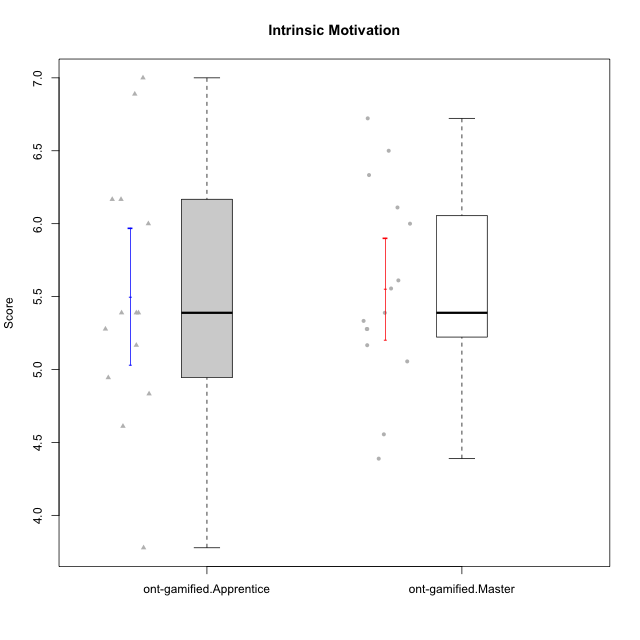 Intrinsic Motivation
Score
7.0
6.5
6.0
5.5
5.0
4.5
4.0
ont-gamified.Apprentice
ont-gamified.Master